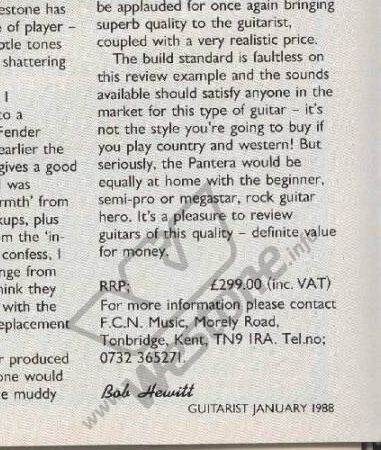 estone has
of player –
otle tones
shattering
I
to a
Fender
earlier the
gives a good
was
rmth' from
kups, plus
m the 'in-
confess, I
nge from
hink they
with the
eplacement
r produced
one would
e muddy
be applauded for once again bringing
superb quality to the guitarist,
coupled with a very realistic price.
The build standard is faultless on
this review example and the sounds
available should satisfy anyone in the
market for this type of guitar – it's
not the style you're going to buy if
you play country and western! But
seriously, the Pantera would be
equally at home with the beginner,
semi-pro or megastar, rock guitar
hero. It's a pleasure to review
guitars of this quality – definite value
for money.
RRP; £299.00 (inc. VAT)
For more information please contact
F.C.N. Music, Morely Road,
Tonbridge, Kent, TN9 IRA. Tel.no;
0732 365271.
Bob Hewitt
GUITARIST JANUARY 1988
www.westone.info